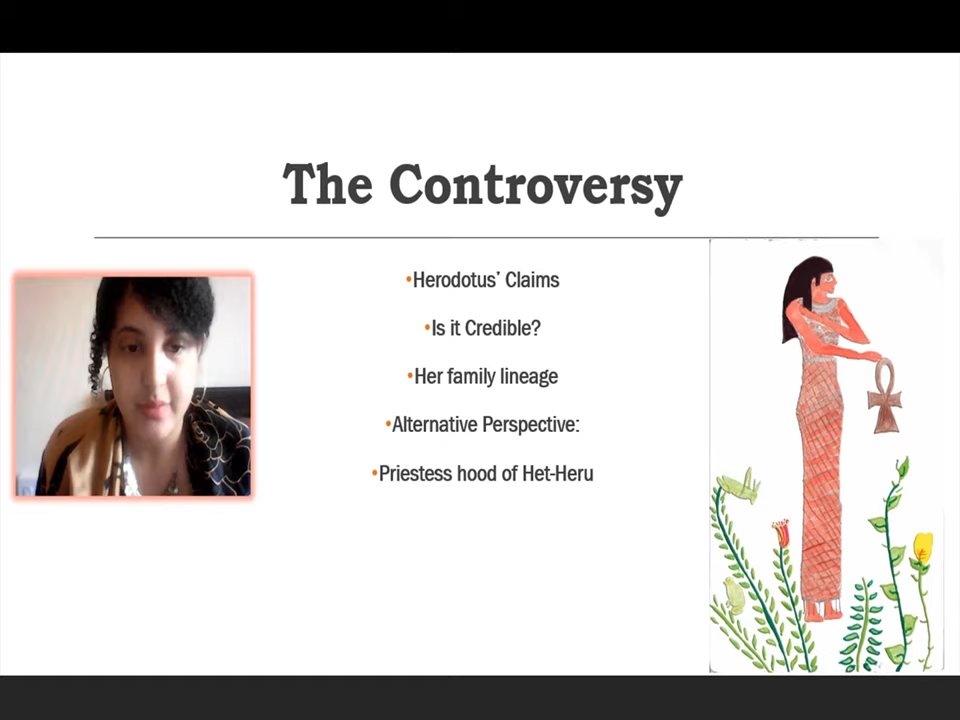 The Controversy
•Herodotus' Claims
•Is it Credible?
•Her family lineage
•Alternative Perspective:
•Priestess hood of Het-Heru